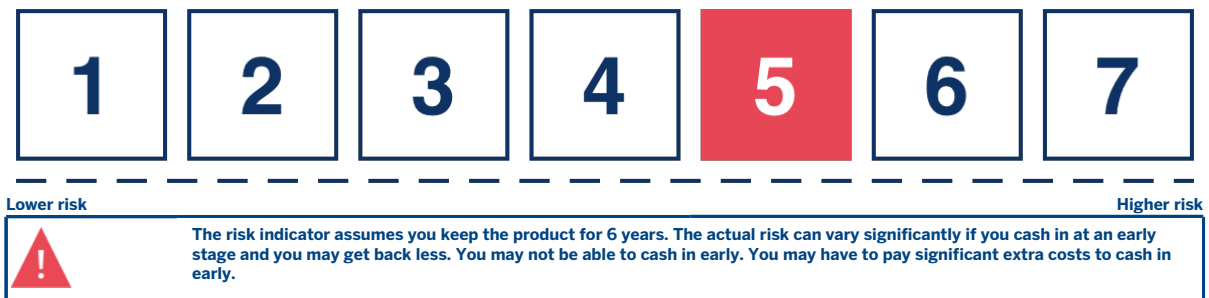 1 2 3 4 5 6 7
Lower risk Higher risk
! The risk indicator assumes you keep the product for 6 years. The actual risk can vary significantly if you cash in at an early
stage and you may get back less. You may not be able to cash in early. You may have to pay significant extra costs to cash in
early.